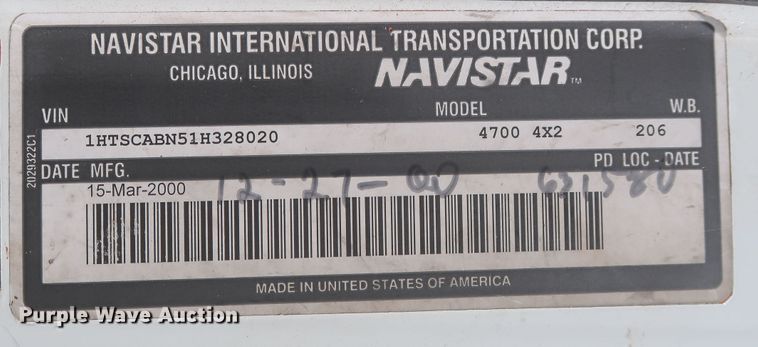 NAVISTAR INTERNATIONAL TRANSPORTATION CORP.
CHICAGO, ILLINOIS NAVISTAR TM
VIN MODEL W.B.
1HTSCABN51H328020 4700 4X2 206
DATE MFG. PD LOC - DATE
15-Mar-2000 12-27-00 631580
MADE IN UNITED STATES OF AMERICA
2029322C1
Purple Wave Auction